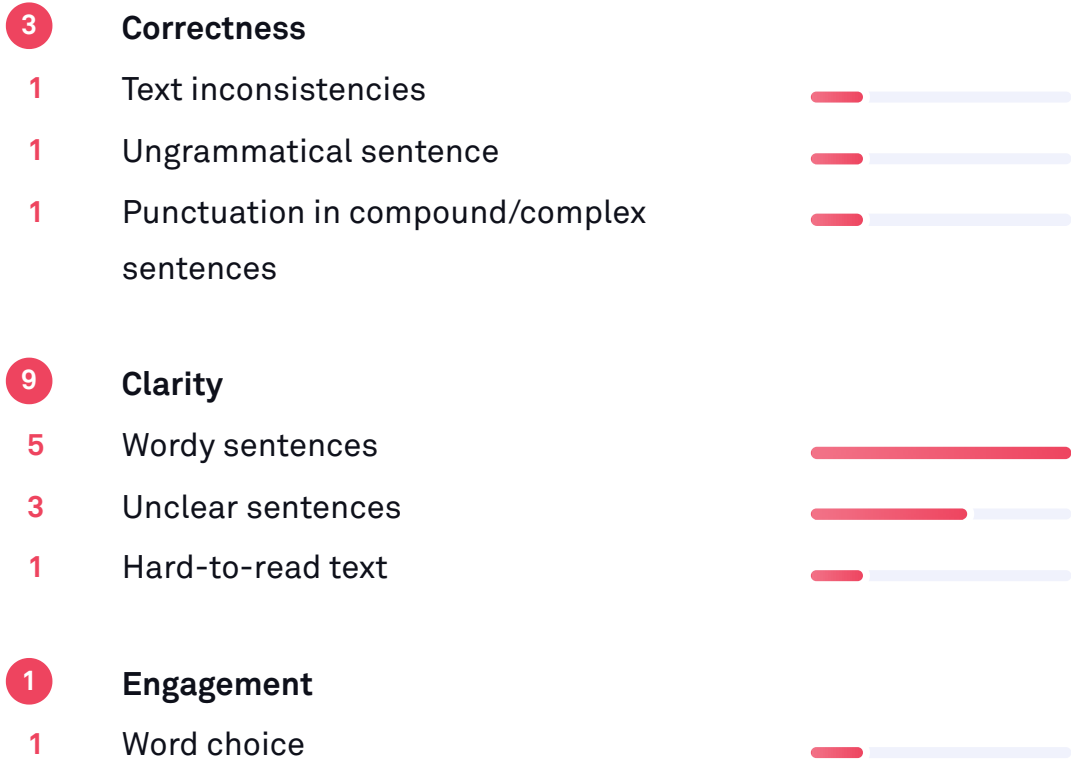 3 Correctness
1 Text inconsistencies
1 Ungrammatical sentence
1 Punctuation in compound/complex
sentences
9 Clarity
5 Wordy sentences
3 Unclear sentences
1 Hard-to-read text
1 Engagement
1 Word choice